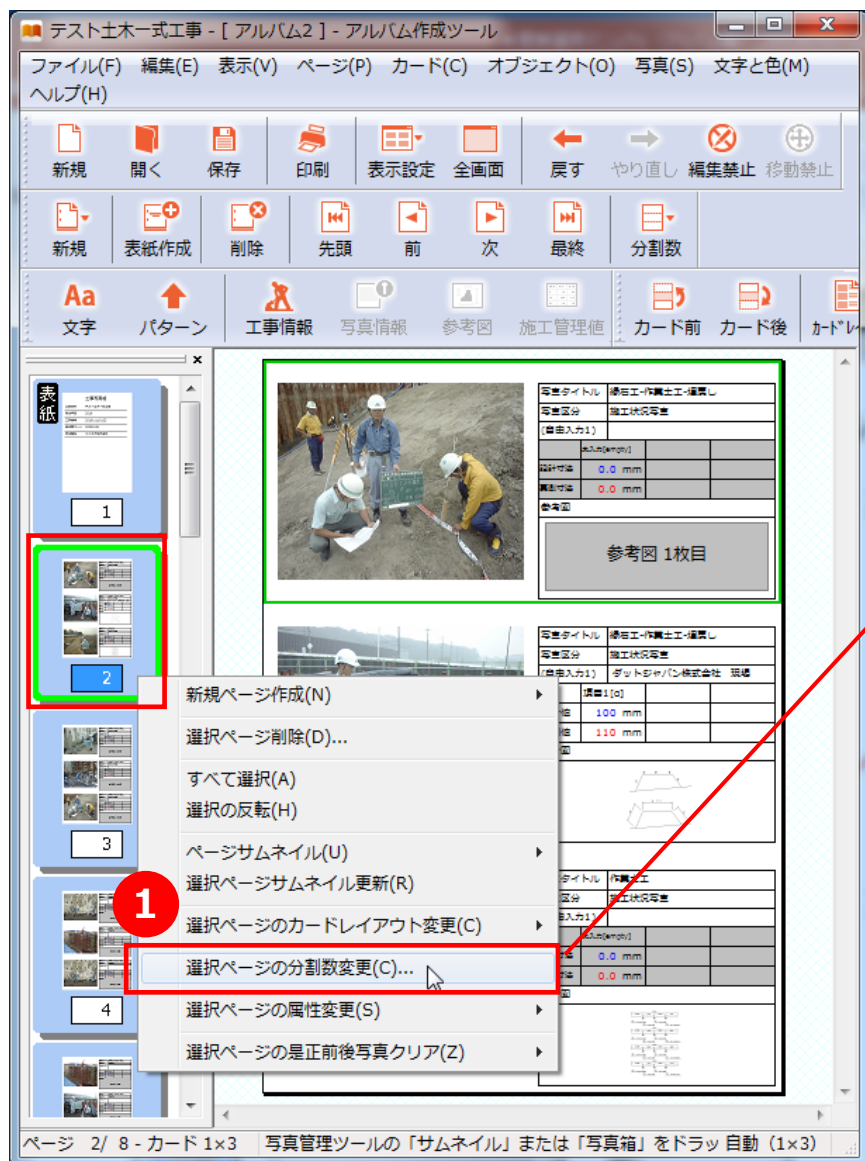 テスト土木一式工事 - [ アルバム2 ] - アルバム作成ツール
ファイル(F) 編集(E) 表示(V) ページ(P) カード(C) オブジェクト(O) 写真(S) 文字と色(M)
ヘルプ(H)
新規 開く 保存 印刷 表示設定 全画面 戻す やり直し 編集禁止 移動禁止
新規 表紙作成 削除 先頭 前 次 最終 分割数
Aa
文字 パターン 工事情報 写真情報 参考図 施工管理値 カード前 カード後
表紙
1
2
3
4
写真タイトル 縁石工-作業土工-埋戻し
写真区分 施工状況写真
(自由入力1)
未入力[empty]
設計寸法 0.0 mm
実測寸法 0.0 mm
参考図
参考図 1枚目
写真タイトル 縁石工-作業土工-埋戻し
写真区分 施工状況写真
(自由入力1) ダットジャパン株式会社 現場
項目1[a]
100 mm
110 mm
作業土工
施工状況写真
未入力[empty]
0.0 mm
0.0 mm
新規ページ作成(N)
選択ページ削除(D)...
すべて選択(A)
選択の反転(H)
ページサムネイル(U)
選択ページサムネイル更新(R)
1
選択ページのカードレイアウト変更(C)
選択ページの分割数変更(C)...
選択ページの属性変更(S)
選択ページの是正前後写真クリア(Z)
ページ 2/ 8 - カード 1×3 写真管理ツールの「サムネイル」または「写真箱」をドラッ 自動（1×3）